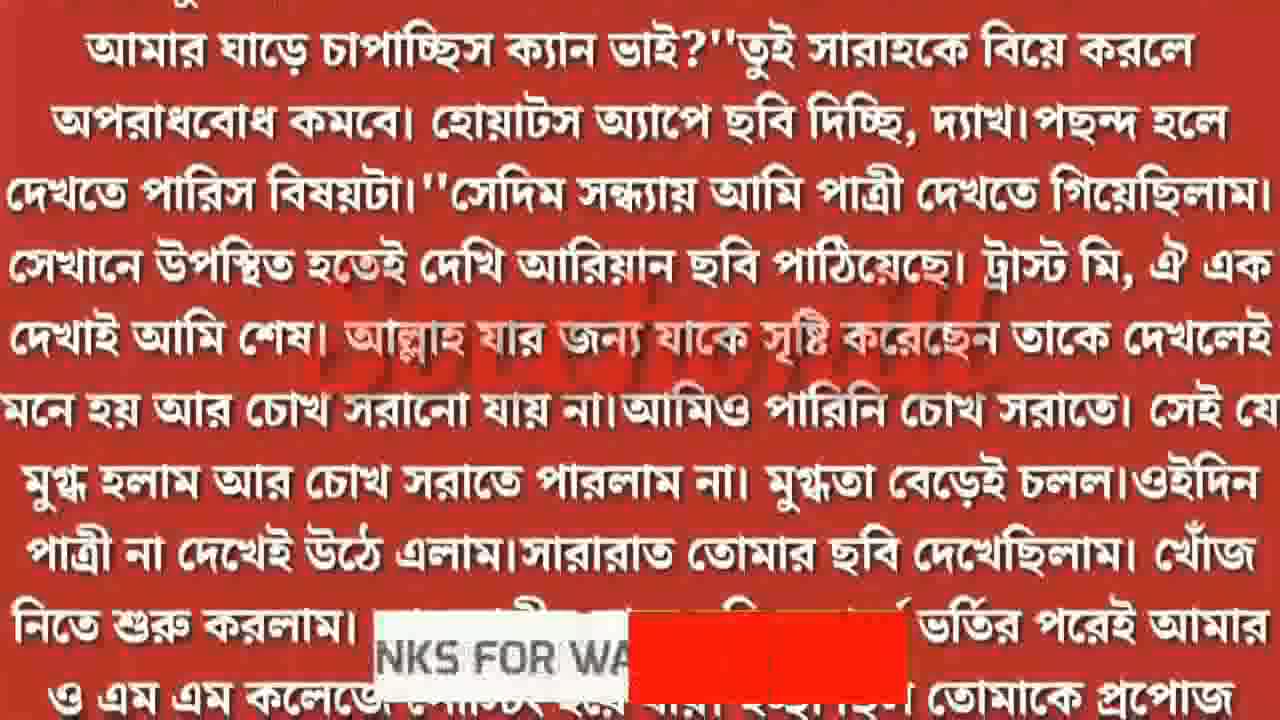 আমার ঘাড়ে চাপাচ্ছিস ক্যান ভাই?''তুই সারাহকে বিয়ে করলে
অপরাধবোধ কমবে। হোয়াটস অ্যাপে ছবি দিচ্ছি, দ্যাখ।পছন্দ হলে
দেখতে পারিস বিষয়টা।''সেদিম সন্ধ্যায় আমি পাত্রী দেখতে গিয়েছিলাম।
সেখানে উপস্থিত হতেই দেখি আরিয়ান ছবি পাঠিয়েছে। ট্রাস্ট মি, ঐ এক
দেখাই আমি শেষ। আল্লাহ যার জন্য যাকে সৃষ্টি করেছেন তাকে দেখলেই
মনে হয় আর চোখ সরানো যায় না।আমিও পারিনি চোখ সরাতে। সেই যে
মুগ্ধ হলাম আর চোখ সরাতে পারলাম না। মুগ্ধতা বেড়েই চলল।ওইদিন
পাত্রী না দেখেই উঠে এলাম।সারারাত তোমার ছবি দেখেছিলাম। খোঁজ
নিতে শুরু করলাম। ভর্তির পরেই আমার
NKS FOR WA
ও এম এম কলেজে তোমাকে প্রপোজ